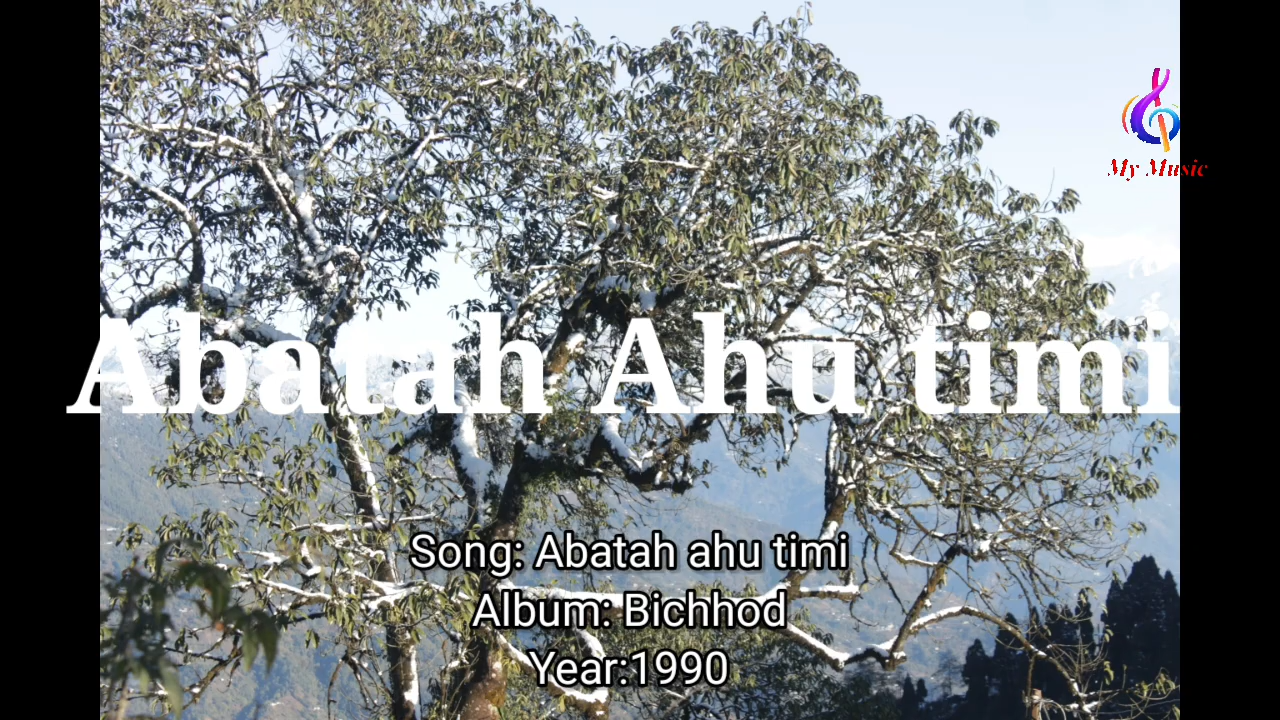 My Music
Abatah Ahu timi
Song: Abatah ahu timi
Album: Bichhod
Year:1990